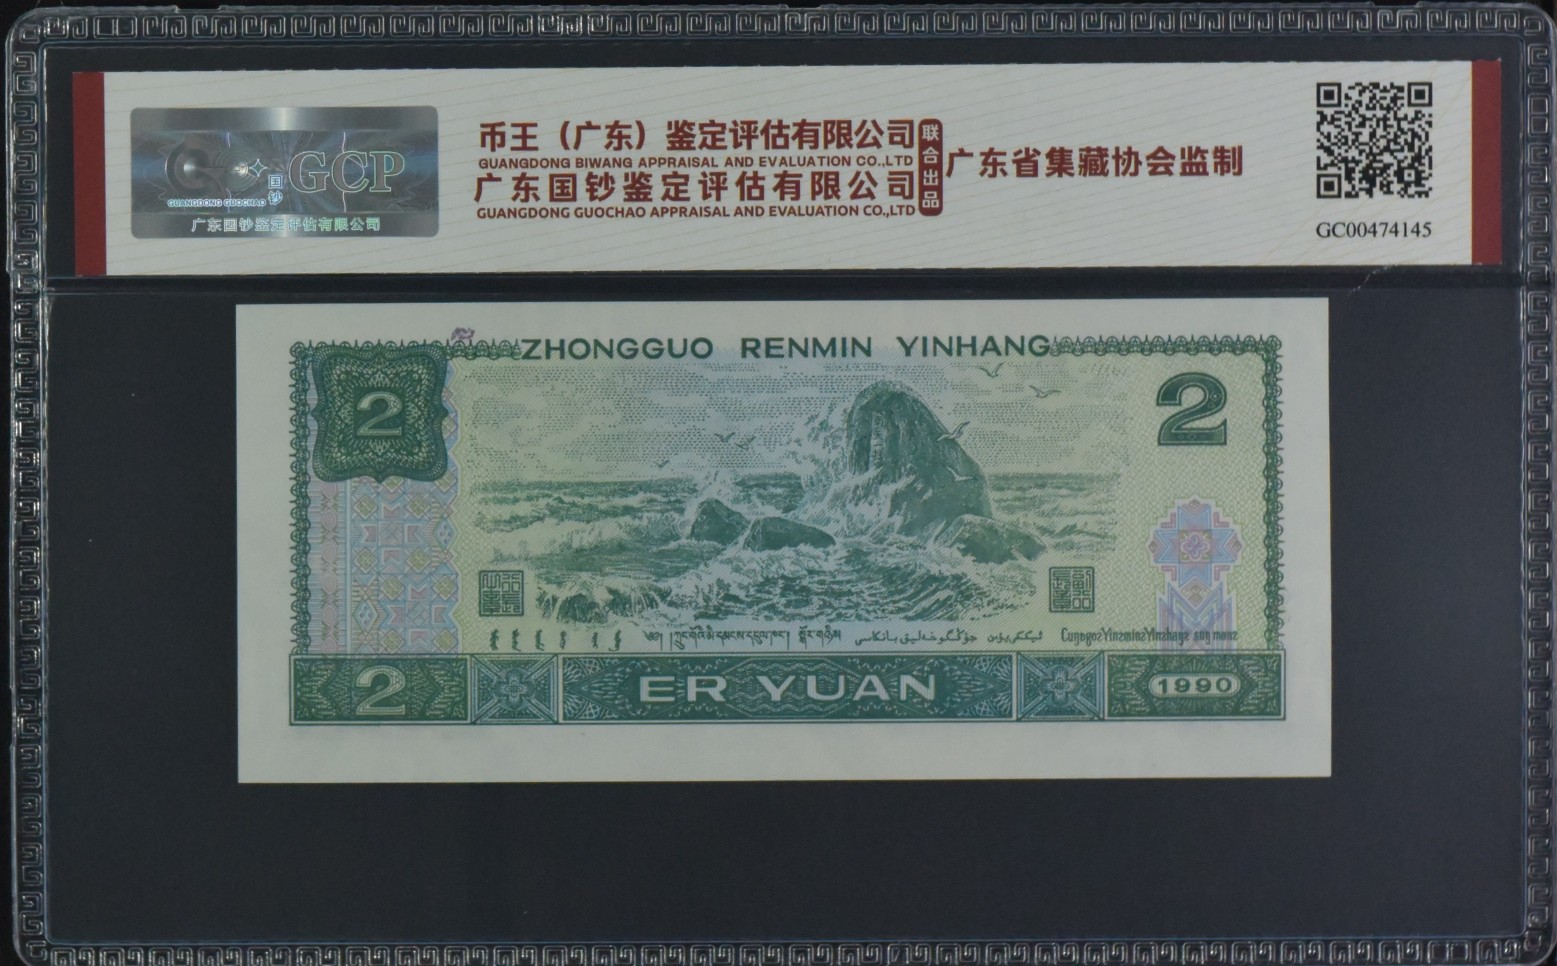 GCP
国钞
GUANGDONG GUOCHAO
广东国钞鉴定评估有限公司
币王（广东）鉴定评估有限公司
GUANGDONG BIWANG APPRAISAL AND EVALUATION CO.,LTD
广东国钞鉴定评估有限公司
GUANGDONG GUOCHAO APPRAISAL AND EVALUATION CO.,LTD
联合出品
广东省集藏协会监制
GC00474145
ZHONGGUO RENMIN YINHANG
2
2
2
ER YUAN
1990